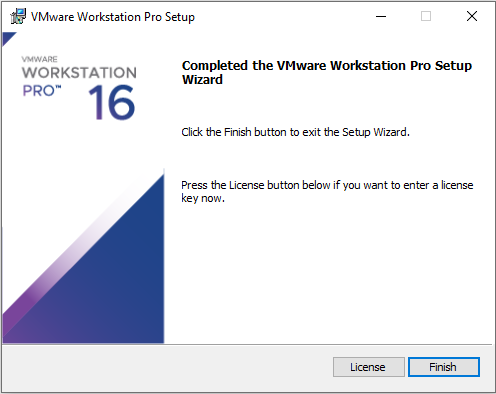 VMware Workstation Pro Setup
VMWARE
WORKSTATION
PRO™ 16
Completed the VMware Workstation Pro Setup
Wizard
Click the Finish button to exit the Setup Wizard.
Press the License button below if you want to enter a license
key now.
License
Finish